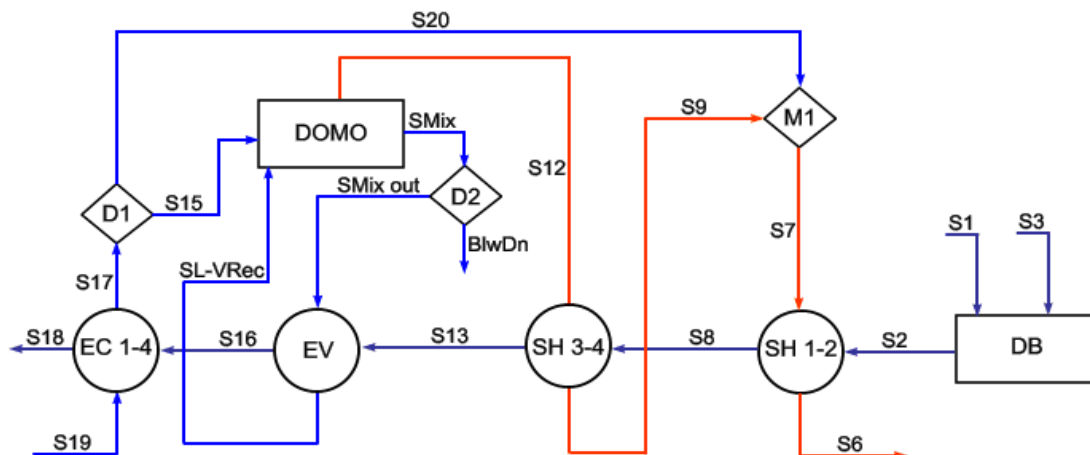 S20
DOMO
SMix
S9
M1
S12
SMix out
D2
D1
S15
S7
S1
S3
BlwDn
SL-VRec
S17
S18
EC 1-4
S16
EV
S13
SH 3-4
S8
SH 1-2
S2
DB
S19
S6